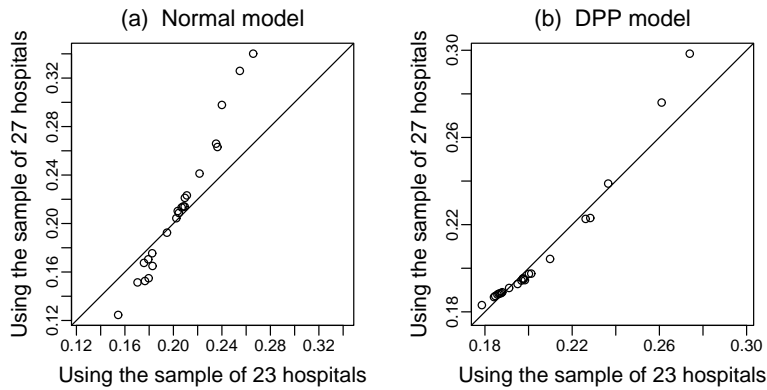 (a) Normal model
Using the sample of 27 hospitals
0.12 0.16 0.20 0.24 0.28 0.32
0.12 0.16 0.20 0.24 0.28 0.32
Using the sample of 23 hospitals
(b) DPP model
Using the sample of 27 hospitals
0.18 0.22 0.26 0.30
0.18 0.22 0.26 0.30
Using the sample of 23 hospitals